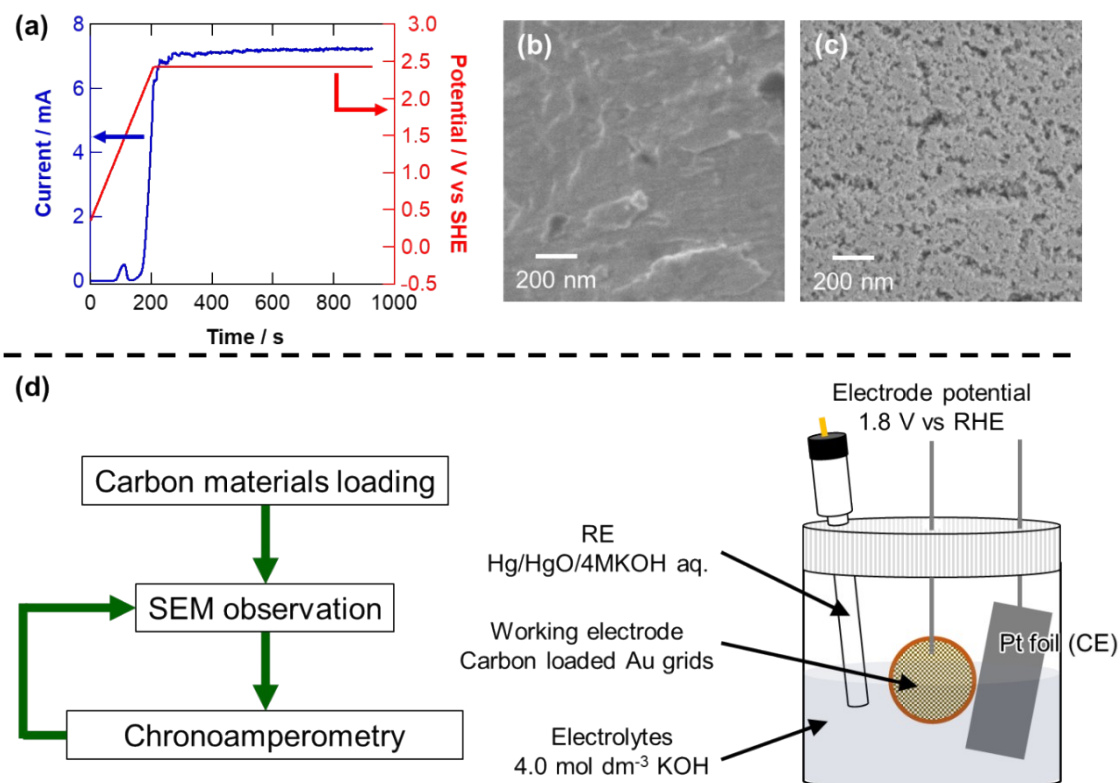 (a)
8
6
4
2
0
Current / mA
0
200
400
600
800
1000
Time / s
3.0
2.5
2.0
1.5
1.0
0.5
0.0
-0.5
Potential / V vs SHE
(b)
200 nm
(c)
200 nm
(d)
Carbon materials loading
SEM observation
Chronoamperometry
Electrode potential
1.8 V vs RHE
RE
Hg/HgO/4MKOH aq.
Working electrode
Carbon loaded Au grids
Pt foil (CE)
Electrolytes
4.0 mol dm⁻³ KOH